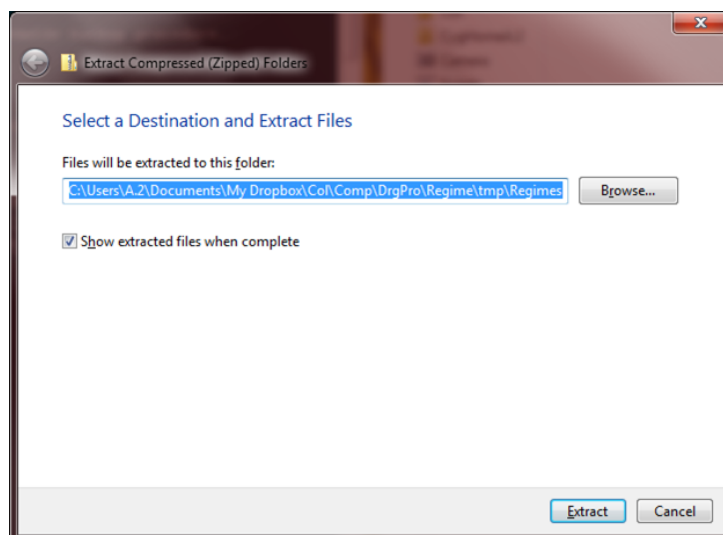 Extract Compressed (Zipped) Folders
Select a Destination and Extract Files
Files will be extracted to this folder:
C:\Users\A.2\Documents\My Dropbox\Col\Comp\DrgPro\Regime\tmp\Regimes
Browse...
Show extracted files when complete
Extract
Cancel